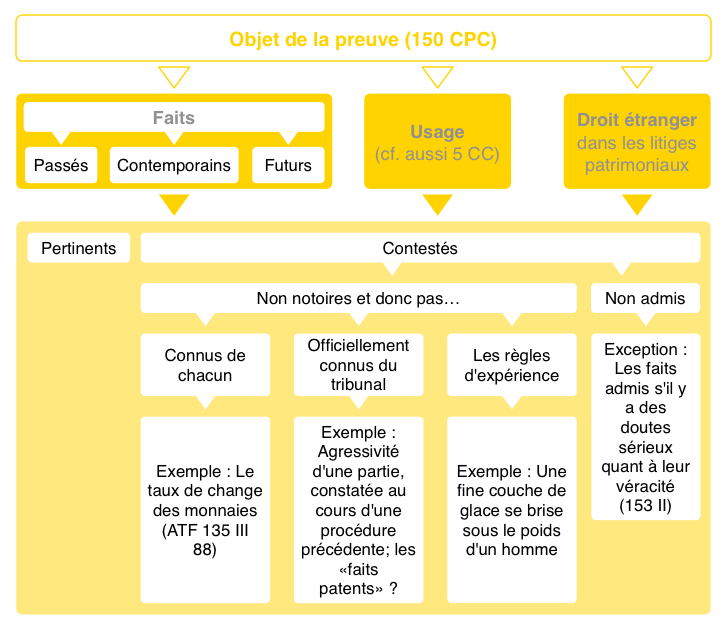 Objet de la preuve (150 CPC)
Faits
Passés
Contemporains
Futurs
Usage
(cf. aussi 5 CC)
Droit étranger
dans les litiges
patrimoniaux
Pertinents
Contestés
Non notoires et donc pas…
Non admis
Connus de
chacun
Officiellement
connus du
tribunal
Les règles
d'expérience
Exception :
Les faits
admis s'il y
a des
doutes
sérieux
quant à leur
véracité
(153 II)
Exemple : Le
taux de change
des monnaies
(ATF 135 III
88)
Exemple :
Agressivité
d'une partie,
constatée au
cours d'une
procédure
précédente; les
«faits
patents» ?
Exemple : Une
fine couche de
glace se brise
sous le poids
d'un homme